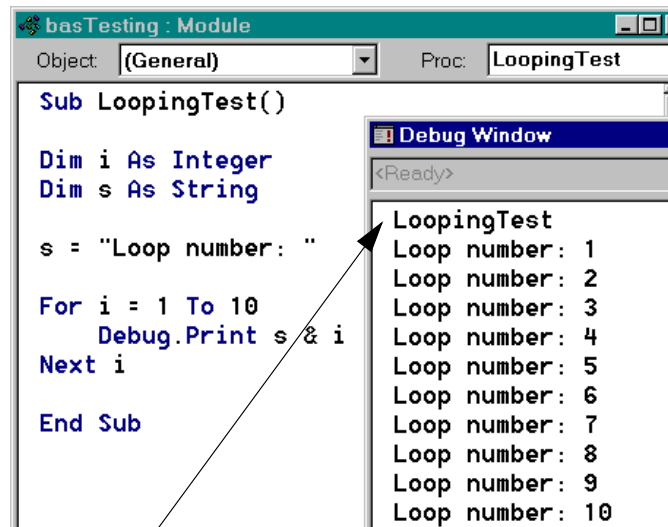 basTesting : Module
Object: (General) Proc: LoopingTest
Sub LoopingTest()
Dim i As Integer
Dim s As String
s = "Loop number: "
For i = 1 To 10
Debug.Print s & i
Next i
End Sub
Debug Window
<Ready>
LoopingTest
Loop number: 1
Loop number: 2
Loop number: 3
Loop number: 4
Loop number: 5
Loop number: 6
Loop number: 7
Loop number: 8
Loop number: 9
Loop number: 10